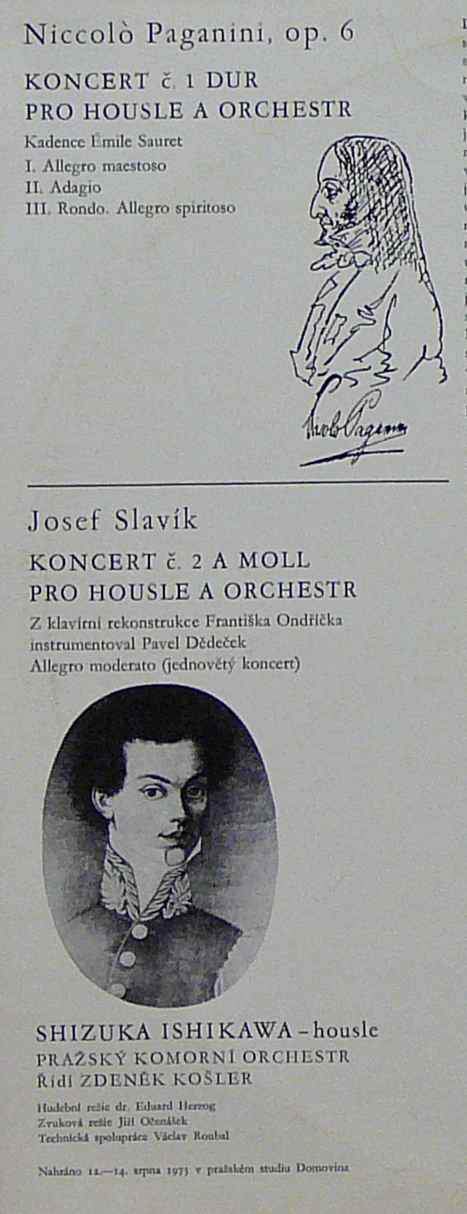 Niccolò Paganini, op. 6
KONCERT č. 1 DUR
PRO HOUSLE A ORCHESTR
Kadence Émile Sauret
I. Allegro maestoso
II. Adagio
III. Rondo. Allegro spiritoso
Josef Slavík
KONCERT č. 2 A MOLL
PRO HOUSLE A ORCHESTR
Z klavírní rekonstrukce Františka Ondříčka
instrumentoval Pavel Dědeček
Allegro moderato (jednovětý koncert)
SHIZUKA ISHIKAWA – housle
PRAŽSKÝ KOMORNÍ ORCHESTR
Řídí ZDENĚK KOŠLER
Hudební režie dr. Eduard Herzog
Zvuková režie Jiří Očenášek
Technická spolupráce Václav Roubal
Nahráno 12.—14. srpna 1973 v pražském studiu Domovina